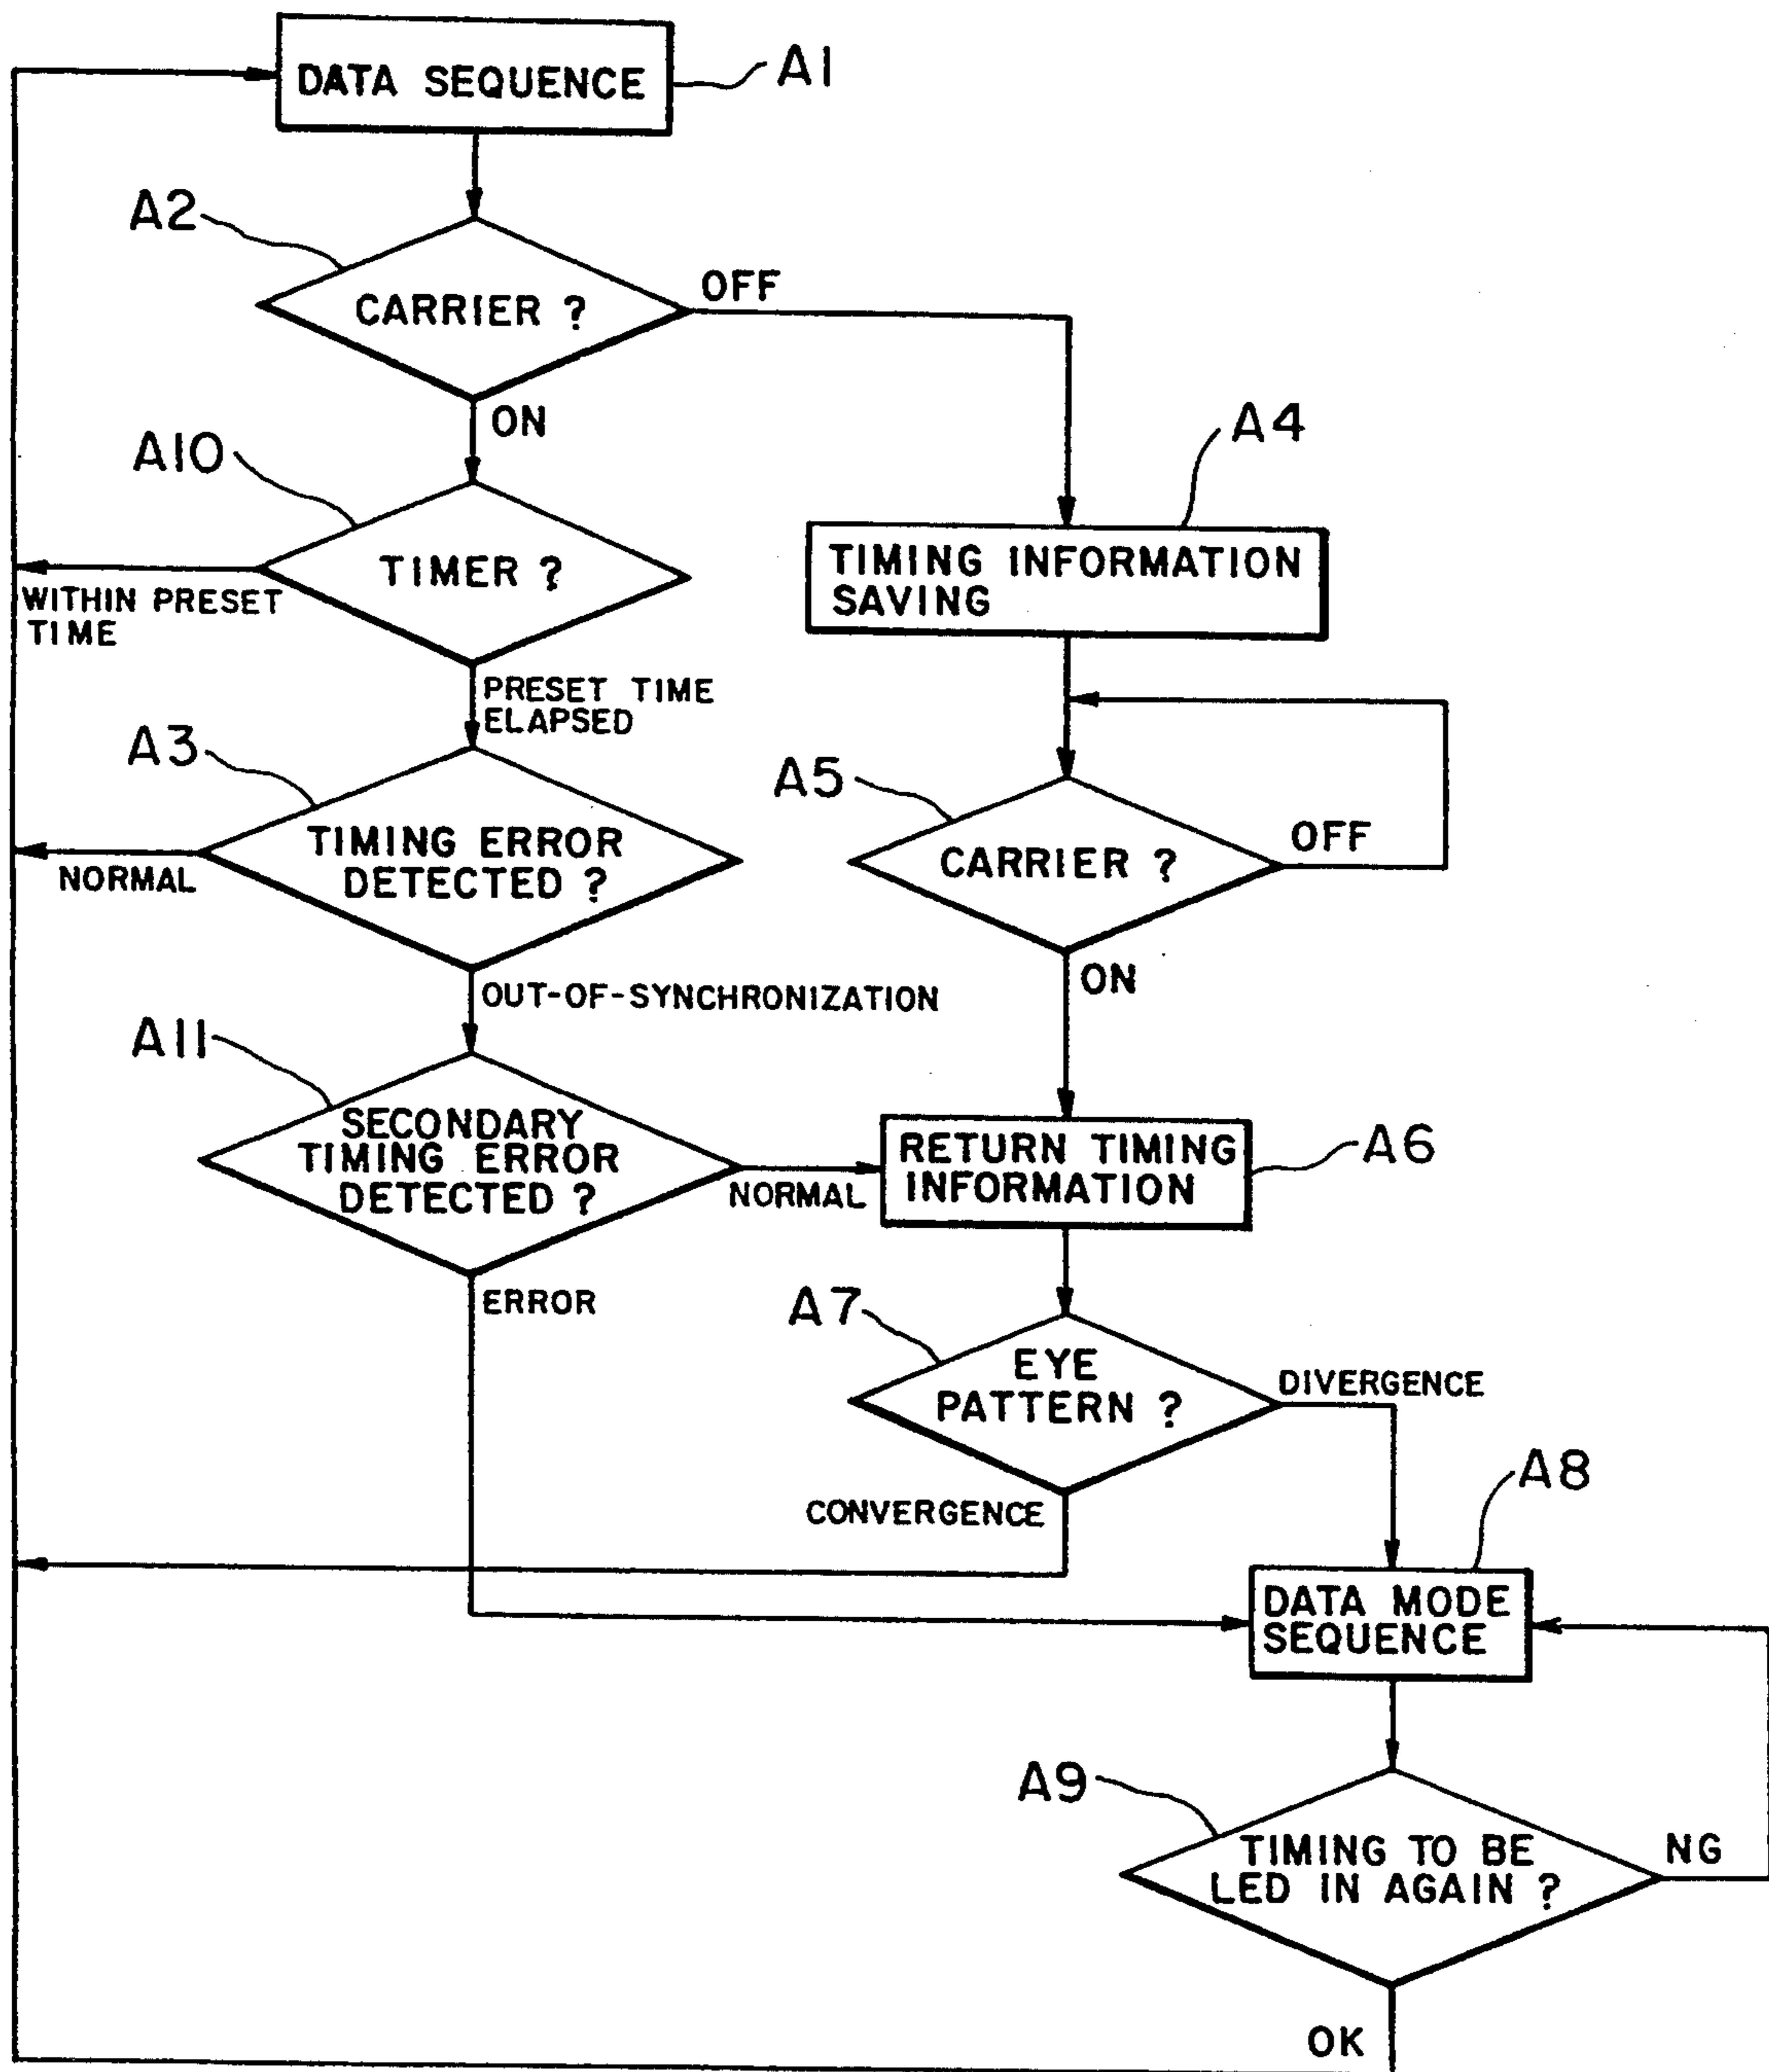 DATA SEQUENCE
A1
A2
CARRIER ?
OFF
ON
A10
A4
TIMER ?
TIMING INFORMATION
SAVING
WITHIN PRESET
TIME
PRESET TIME
ELAPSED
A3
A5
TIMING ERROR
DETECTED ?
CARRIER ?
OFF
NORMAL
ON
OUT-OF-SYNCHRONIZATION
A11
SECONDARY
TIMING ERROR
DETECTED ?
NORMAL
RETURN TIMING
INFORMATION
A6
ERROR
A7
EYE
PATTERN ?
DIVERGENCE
CONVERGENCE
A8
DATA MODE
SEQUENCE
A9
TIMING TO BE
LED IN AGAIN ?
NG
OK